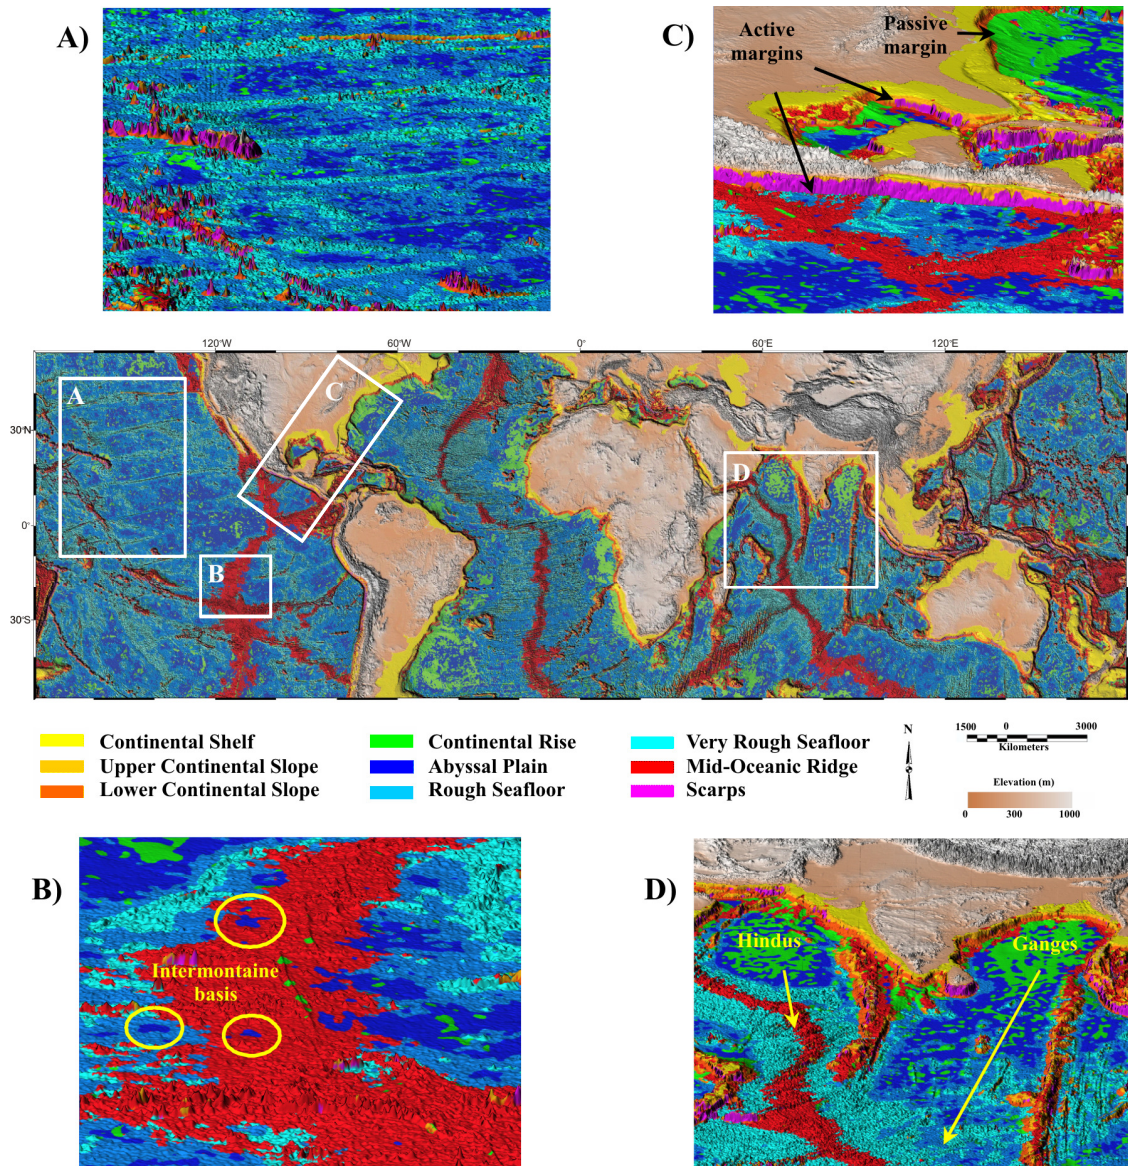 A)
C)
Active
margins
Passive
margin
120°W
60°W
0°
60°E
120°E
30°N
0°
30°S
A
B
C
D
Continental Shelf
Upper Continental Slope
Lower Continental Slope
Continental Rise
Abyssal Plain
Rough Seafloor
Very Rough Seafloor
Mid-Oceanic Ridge
Scarps
N
1500 0 3000
Kilometers
Elevation (m)
0 300 1000
B)
Intermontaine
basis
D)
Hindus
Ganges